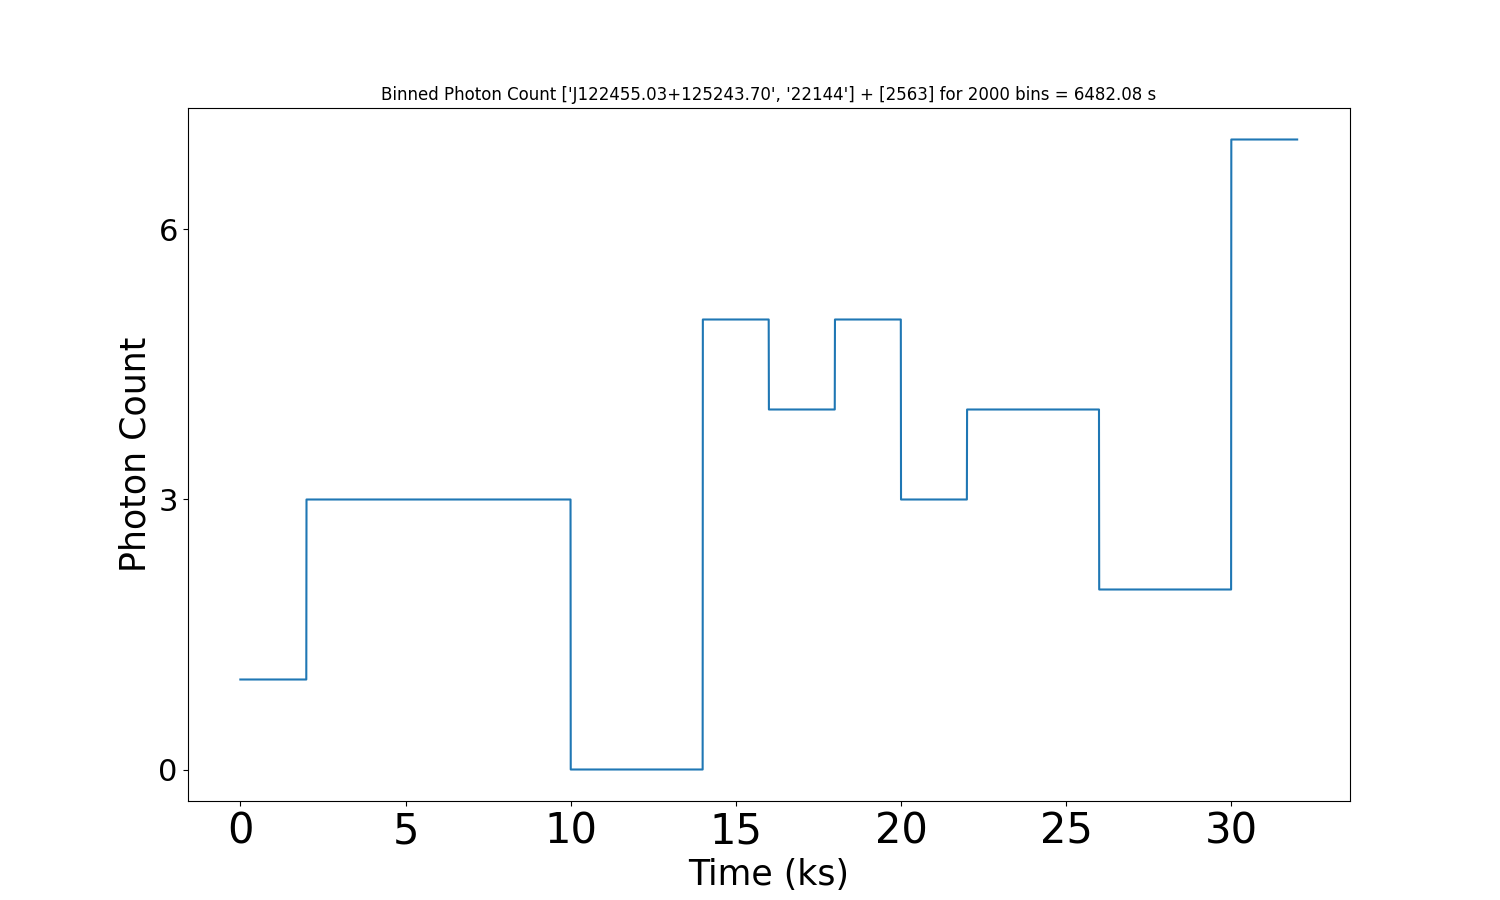 Binned Photon Count ['J122455.03+125243.70', '22144'] + [2563] for 2000 bins = 6482.08 s
6
3
0
Photon Count
0 5 10 15 20 25 30
Time (ks)